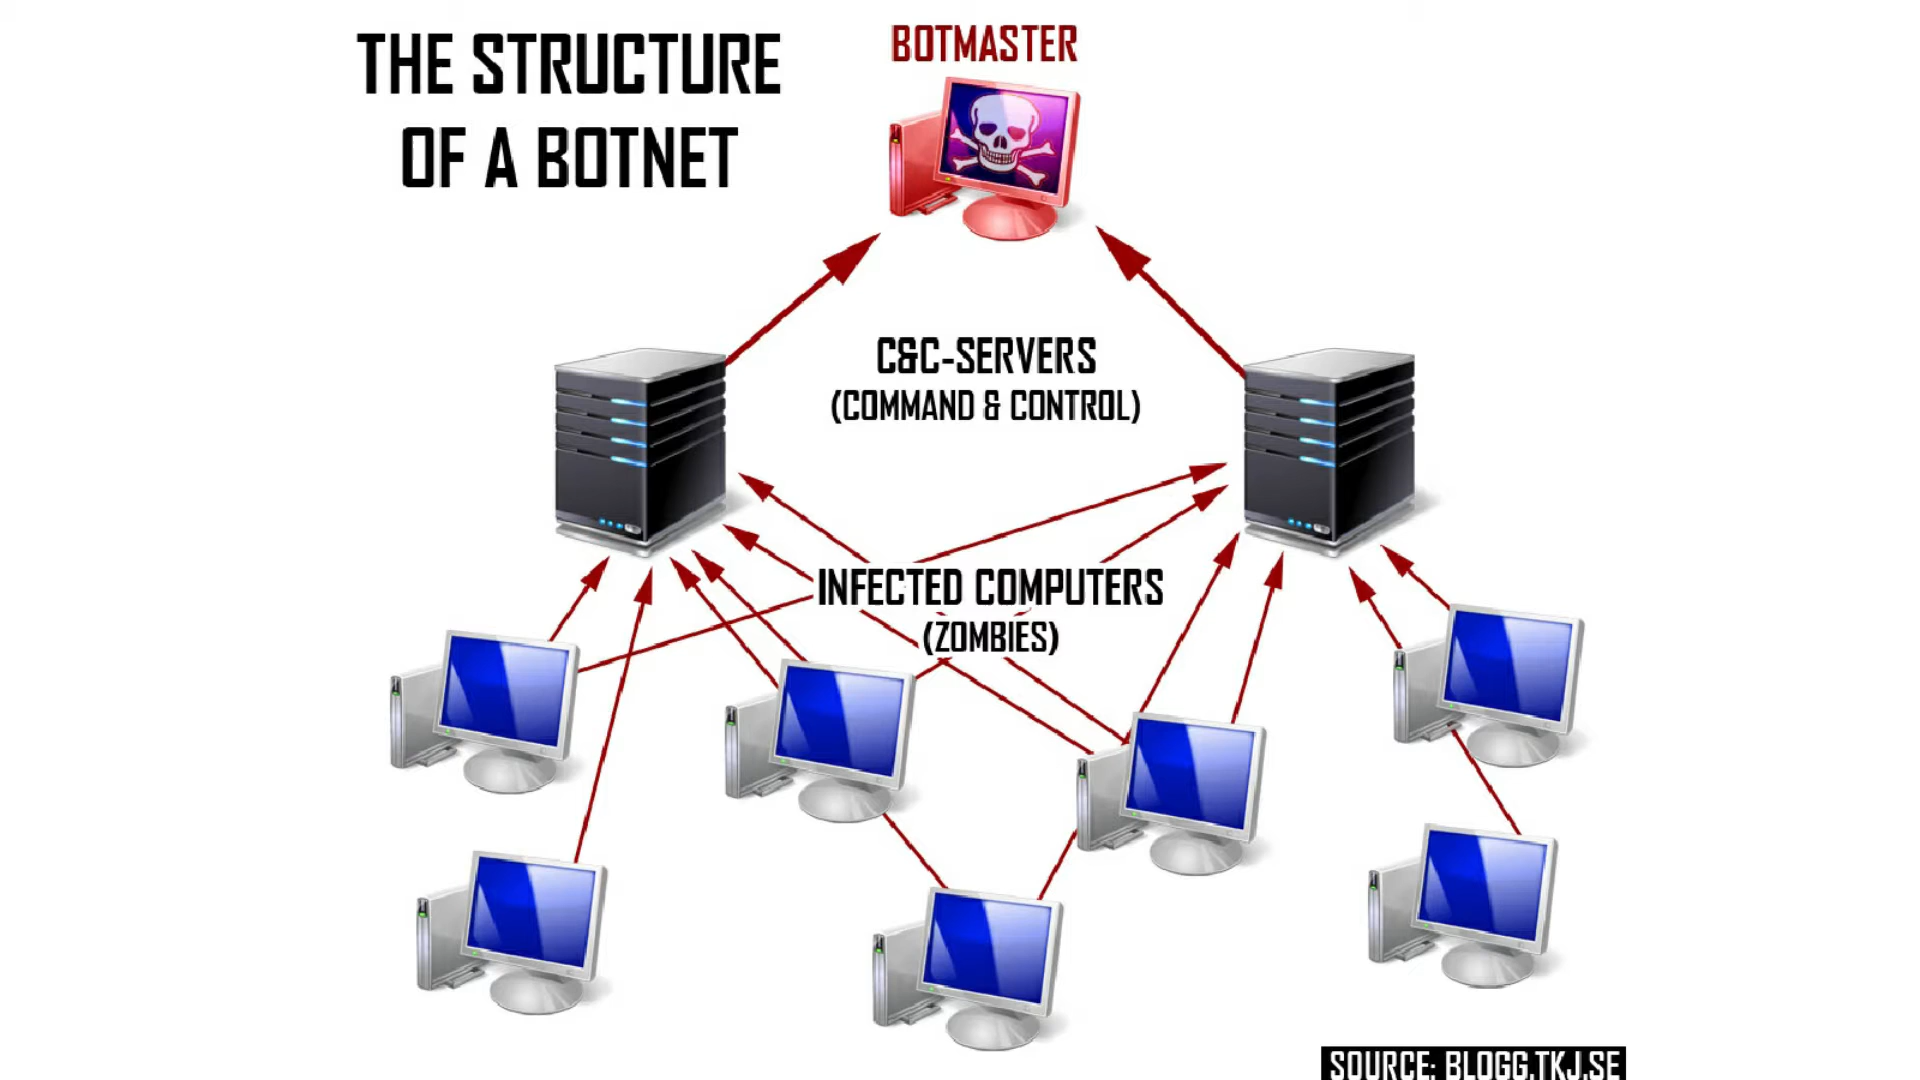 THE STRUCTURE
OF A BOTNET
BOTMASTER
C&C-SERVERS
(COMMAND & CONTROL)
INFECTED COMPUTERS
(ZOMBIES)
SOURCE: BLOGG.TKJ.SE